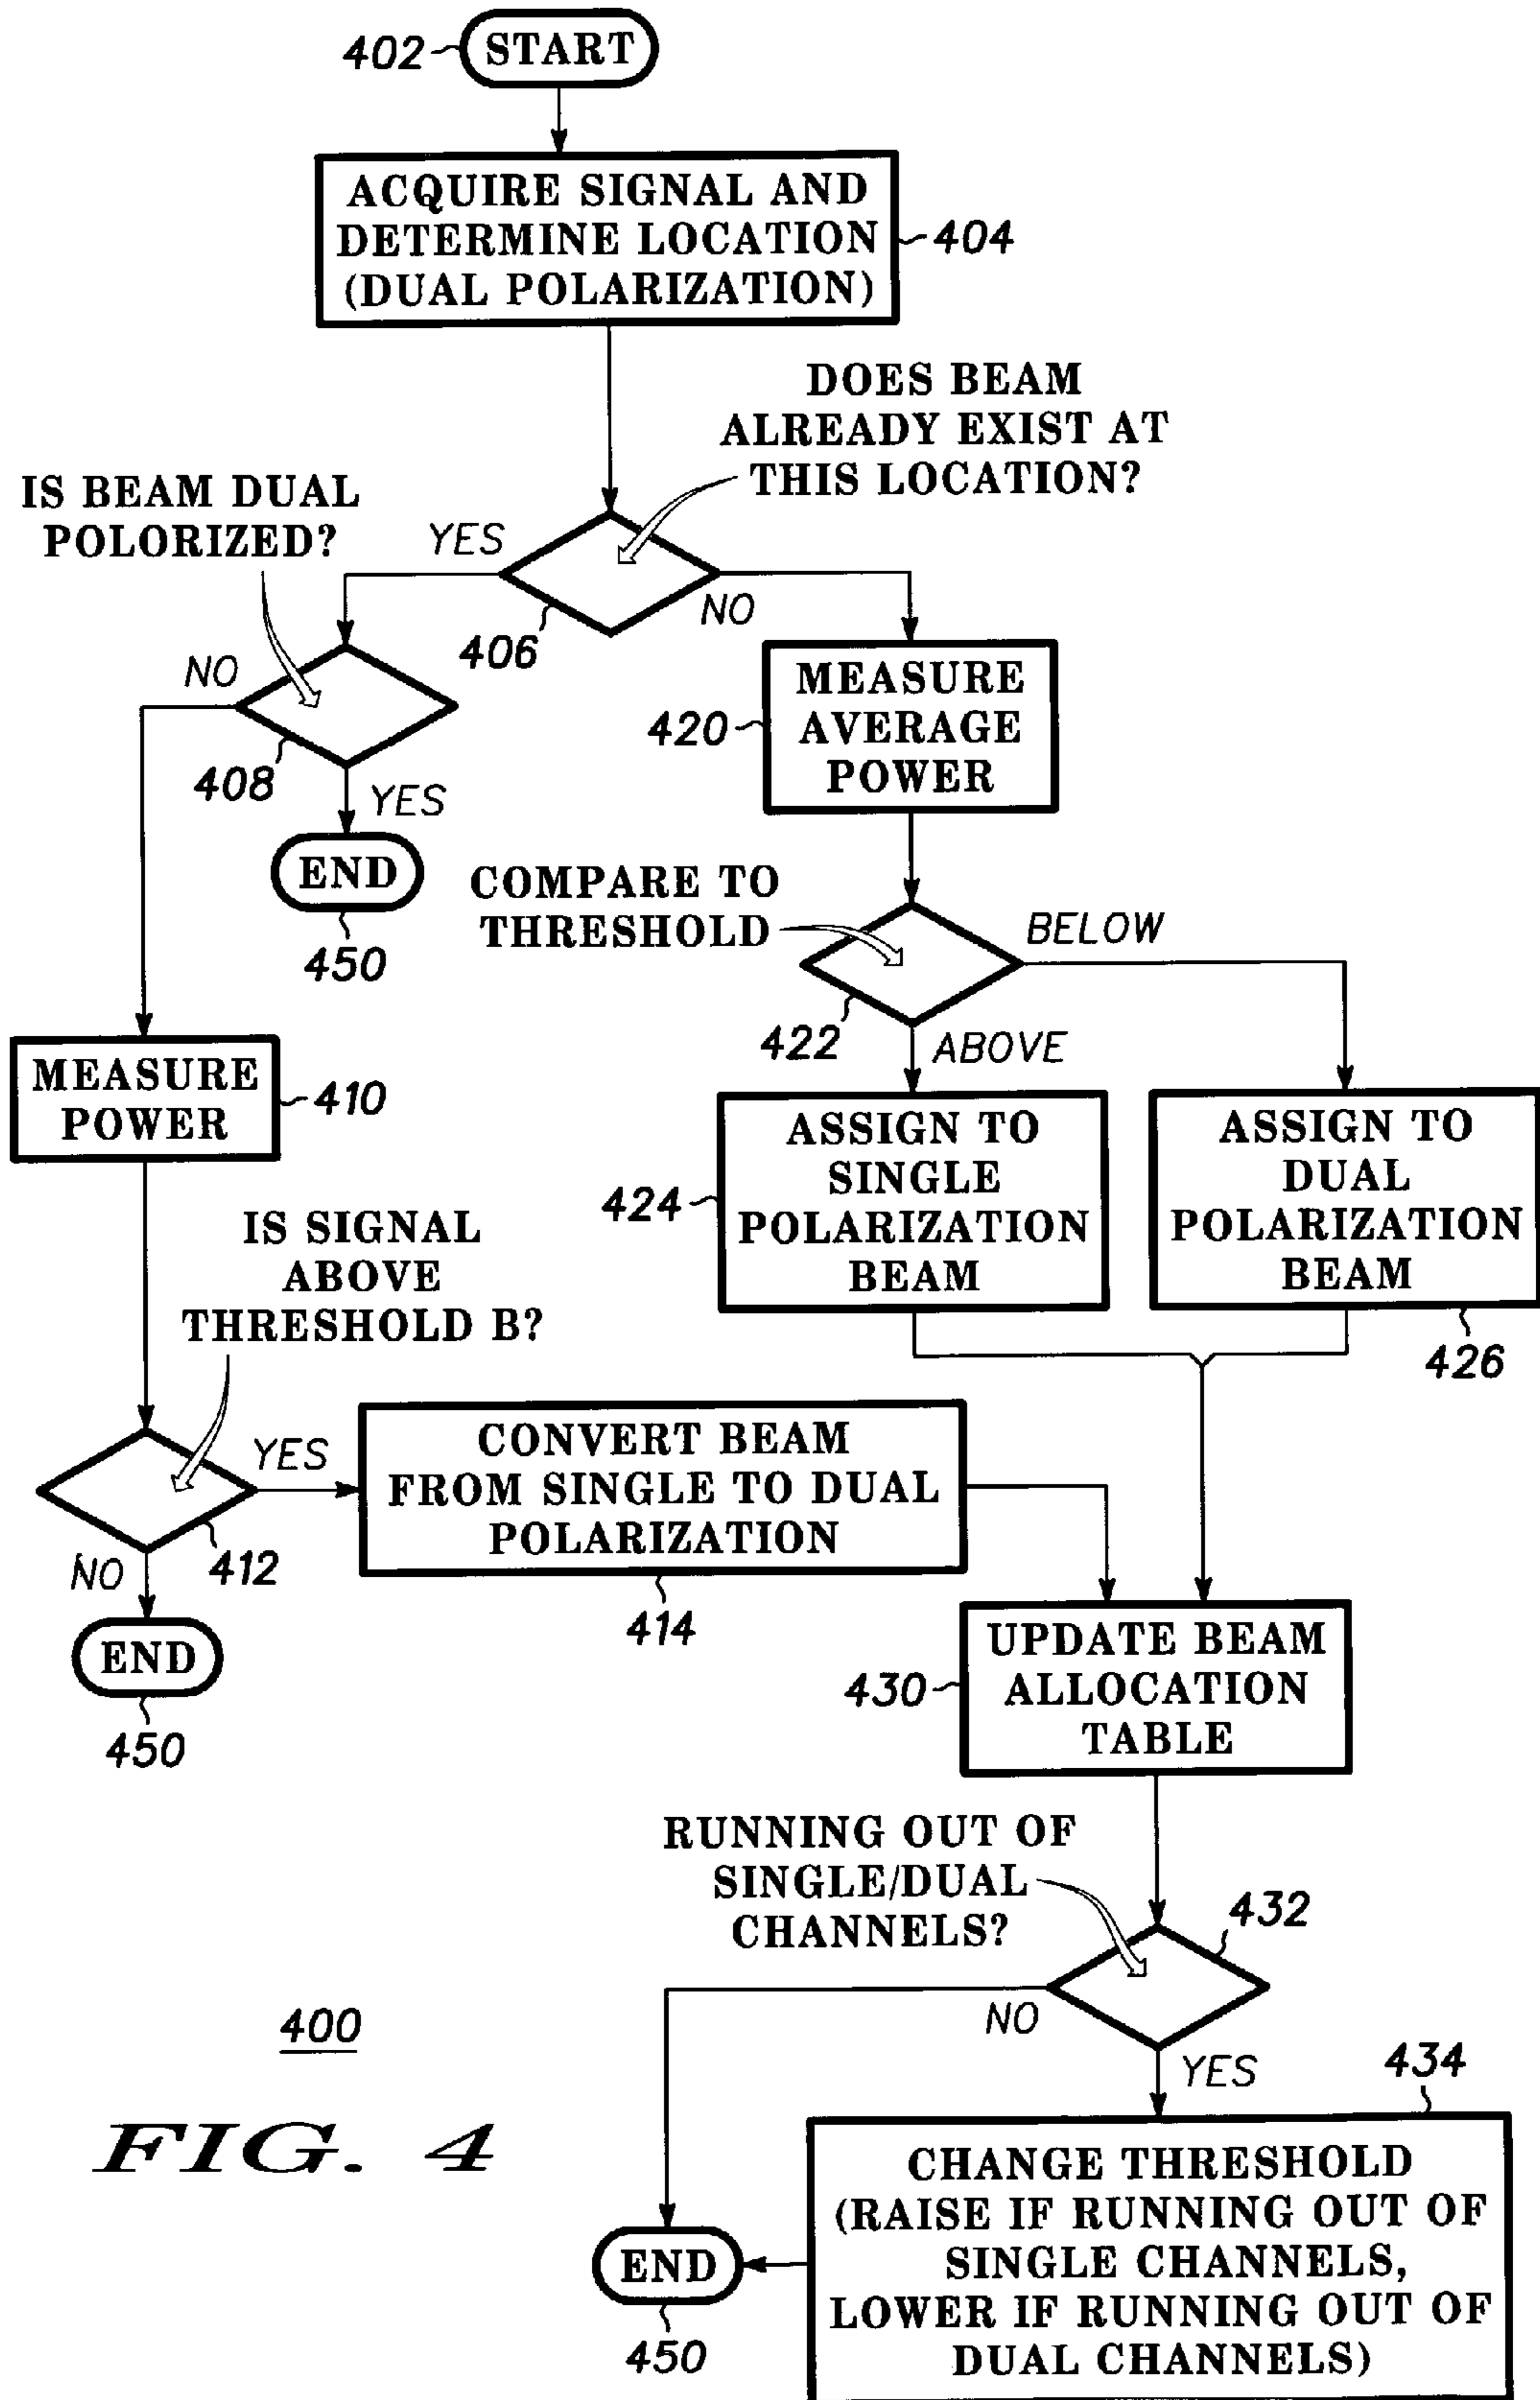 402
START
ACQUIRE SIGNAL AND
DETERMINE LOCATION
(DUAL POLARIZATION)
404
DOES BEAM
ALREADY EXIST AT
THIS LOCATION?
IS BEAM DUAL
POLORIZED?
YES
NO
406
NO
408
YES
END
450
MEASURE
AVERAGE
POWER
420
COMPARE TO
THRESHOLD
BELOW
422
ABOVE
MEASURE
POWER
410
ASSIGN TO
SINGLE
POLARIZATION
BEAM
424
ASSIGN TO
DUAL
POLARIZATION
BEAM
426
IS SIGNAL
ABOVE
THRESHOLD B?
YES
NO
412
END
450
CONVERT BEAM
FROM SINGLE TO DUAL
POLARIZATION
414
UPDATE BEAM
ALLOCATION
TABLE
430
RUNNING OUT OF
SINGLE/DUAL
CHANNELS?
432
NO
YES
434
CHANGE THRESHOLD
(RAISE IF RUNNING OUT OF
SINGLE CHANNELS,
LOWER IF RUNNING OUT OF
DUAL CHANNELS)
END
450
400
FIG. 4